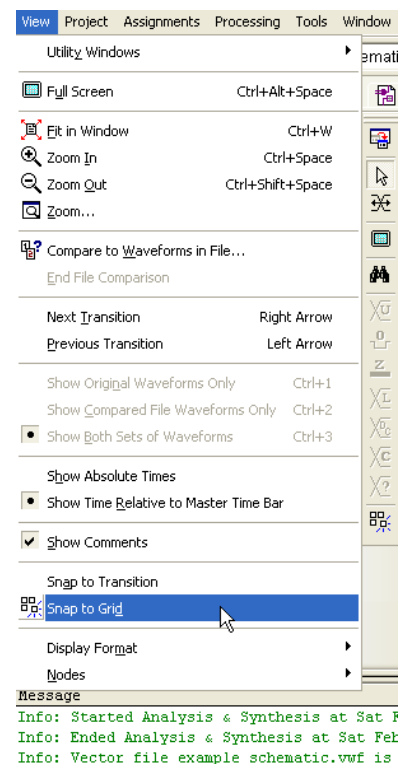 View Project Assignments Processing Tools Window
Utility Windows
Full Screen Ctrl+Alt+Space
Fit in Window Ctrl+W
Zoom In Ctrl+Space
Zoom Out Ctrl+Shift+Space
Zoom...
Compare to Waveforms in File...
End File Comparison
Next Transition Right Arrow
Previous Transition Left Arrow
Show Original Waveforms Only Ctrl+1
Show Compared File Waveforms Only Ctrl+2
Show Both Sets of Waveforms Ctrl+3
Show Absolute Times
Show Time Relative to Master Time Bar
Show Comments
Snap to Transition
Snap to Grid
Display Format
Nodes
Message
Info: Started Analysis & Synthesis at Sat F
Info: Ended Analysis & Synthesis at Sat Feb
Info: Vector file example schematic.vwf is